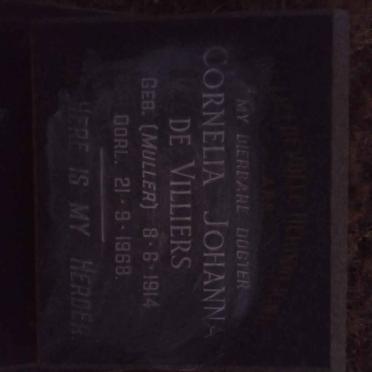 MY DIERBARE DOGTER
CORNELIA JOHANNA
DE VILLIERS
GEB. (MULLER) 8·6·1914
OORL. 21·9·1968.
HERE IS MY HERDER